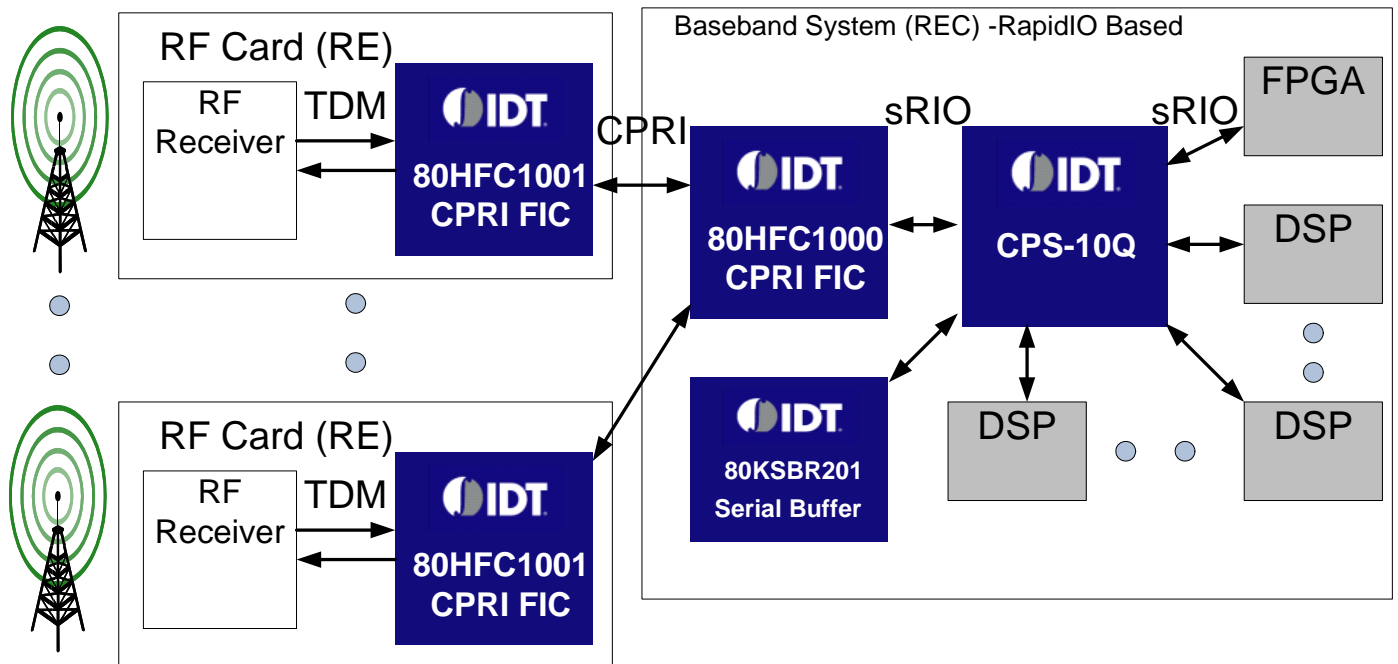 RF Card (RE)
RF
Receiver
TDM
IDT.
80HFC1001
CPRI FIC
CPRI
Baseband System (REC) -RapidIO Based
IDT.
80HFC1000
CPRI FIC
sRIO
IDT.
CPS-10Q
sRIO
FPGA
DSP
IDT.
80KSBR201
Serial Buffer
DSP
DSP
RF Card (RE)
RF
Receiver
TDM
IDT.
80HFC1001
CPRI FIC